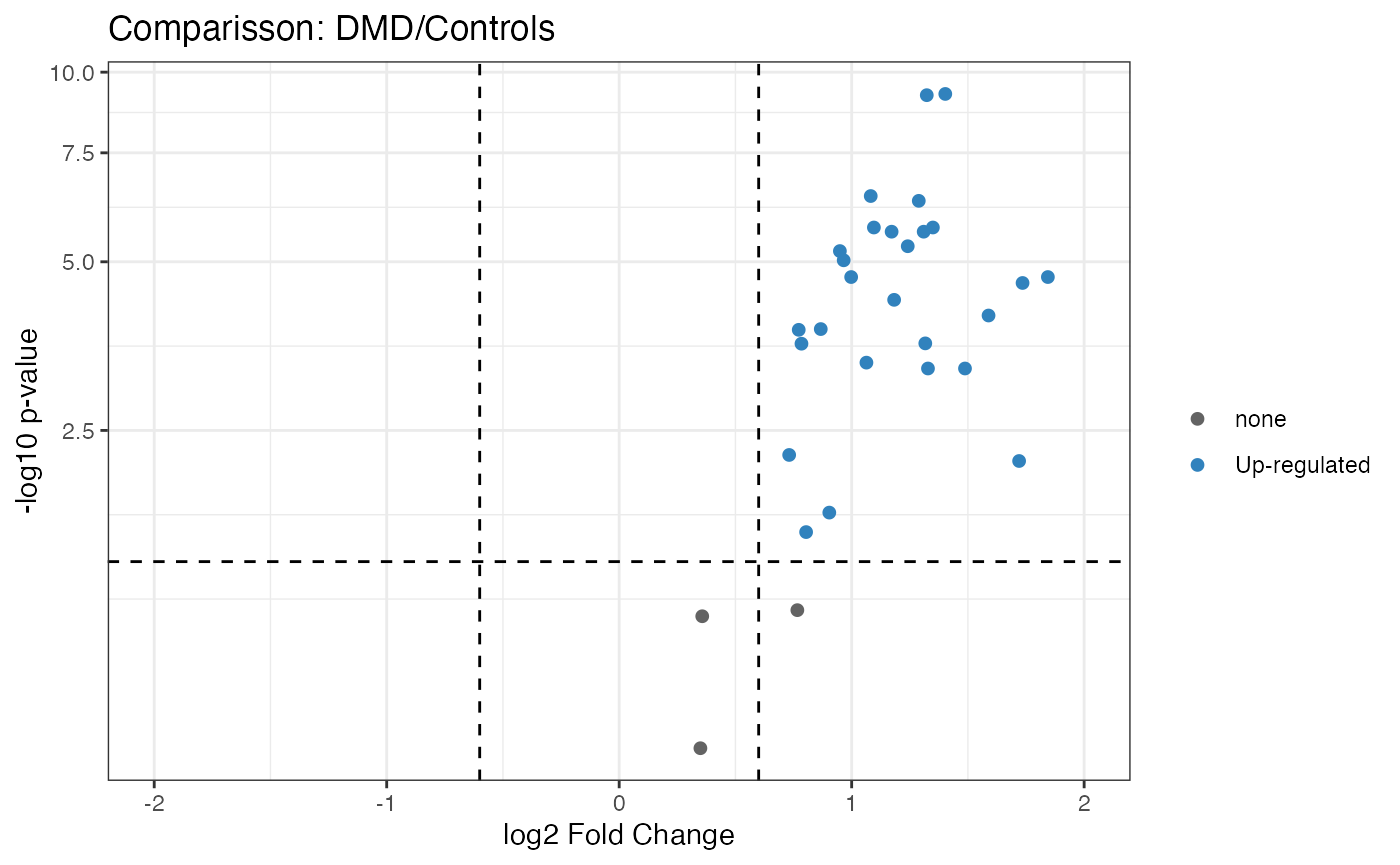 Comparisson: DMD/Controls
10.0
7.5
5.0
2.5
-log10 p-value
-2
-1
0
1
2
log2 Fold Change
none
Up-regulated